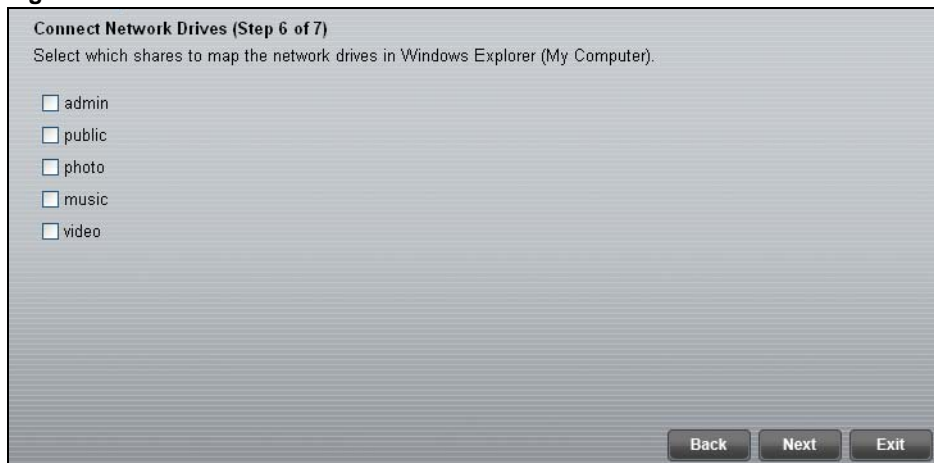 Connect Network Drives (Step 6 of 7)
Select which shares to map the network drives in Windows Explorer (My Computer).
admin
public
photo
music
video
Back Next Exit